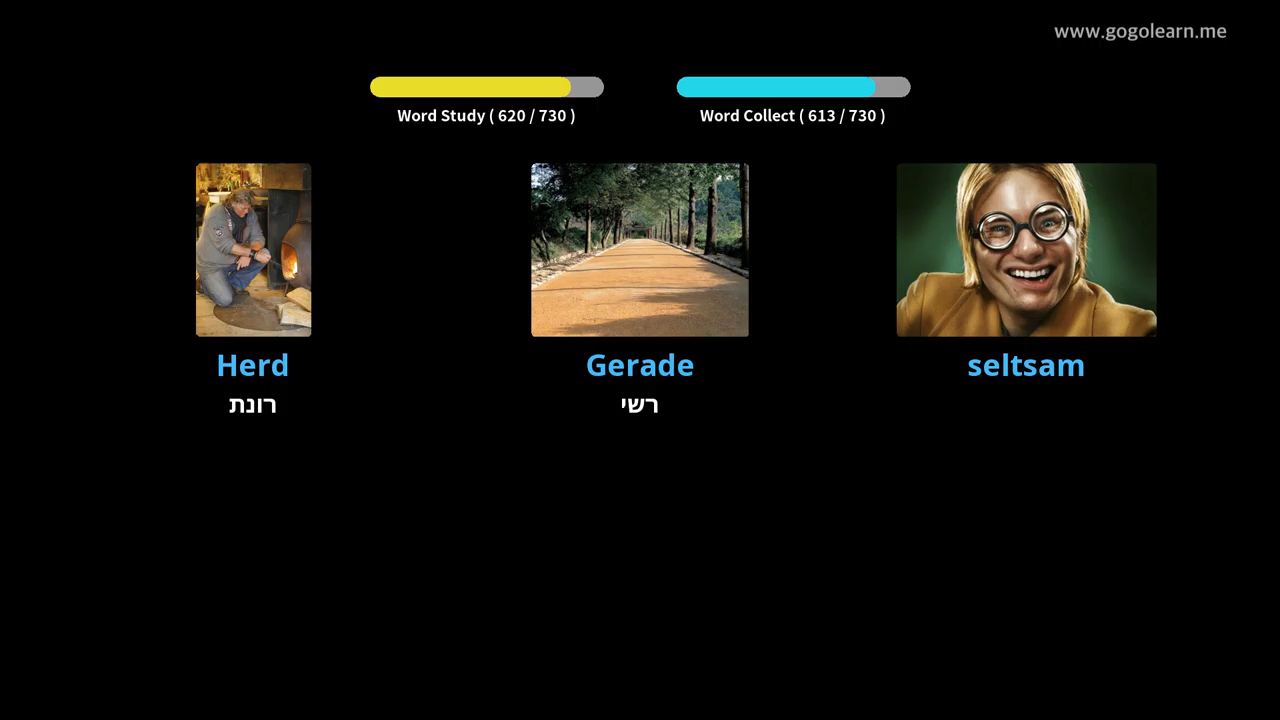 www.gogolearn.me
Word Study ( 620 / 730 )
Word Collect ( 613 / 730 )
Herd
רונת
Gerade
רשי
seltsam